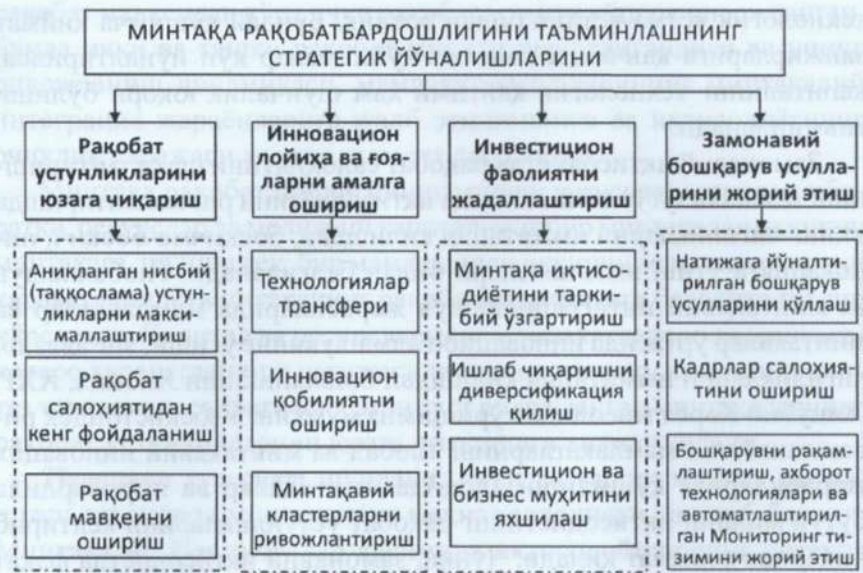 МИНТАҚА РАҚОБАТБАРДОШЛИГИНИ ТАЪМИНЛАШНИНГ
СТРАТЕГИК ЙЎНАЛИШЛАРИНИ
Рақобат
устунликларини
юзага чиқариш
Аниқланган нисбий
(таққослама) устун-
ликларни макси-
маллаштириш
Рақобат
салоҳиятидан
кенг фойдаланиш
Рақобат
мавқеини
ошириш
Инновацион
лойиҳа ва ғоя-
ларни амалга
ошириш
Технологиялар
трансфери
Инновацион
қобилиятни
ошириш
Минтақавий
кластерларни
ривожлантириш
Инвестицион
фаолиятни
жадаллаштириш
Минтақа иқтисо-
диётини тарки-
бий ўзгартириш
Ишлаб чиқаришни
диверсификация
қилиш
Инвестицион ва
бизнес муҳитини
яхшилаш
Замонавий
бошқарув усулл-
арини жорий этиш
Натижага йўналти-
рилган бошқарув
усулларини қўллаш
Кадрлар салоҳия-
тини ошириш
Бошқарувни рақам-
лаштириш, ахборот
технологиялари ва
автоматлаштирил-
ган Мониторинг ти-
зимини жорий этиш